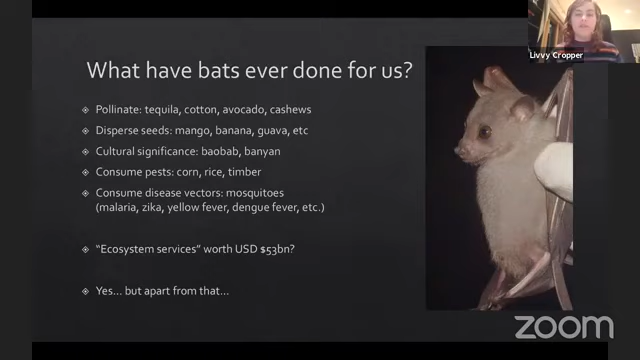 Livvy Cropper
What have bats ever done for us?
Pollinate: tequila, cotton, avocado, cashews
Disperse seeds: mango, banana, guava, etc
Cultural significance: baobab, banyan
Consume pests: corn, rice, timber
Consume disease vectors: mosquitoes
(malaria, zika, yellow fever, dengue fever, etc.)
“Ecosystem services” worth USD $53bn?
Yes... but apart from that...
zoom